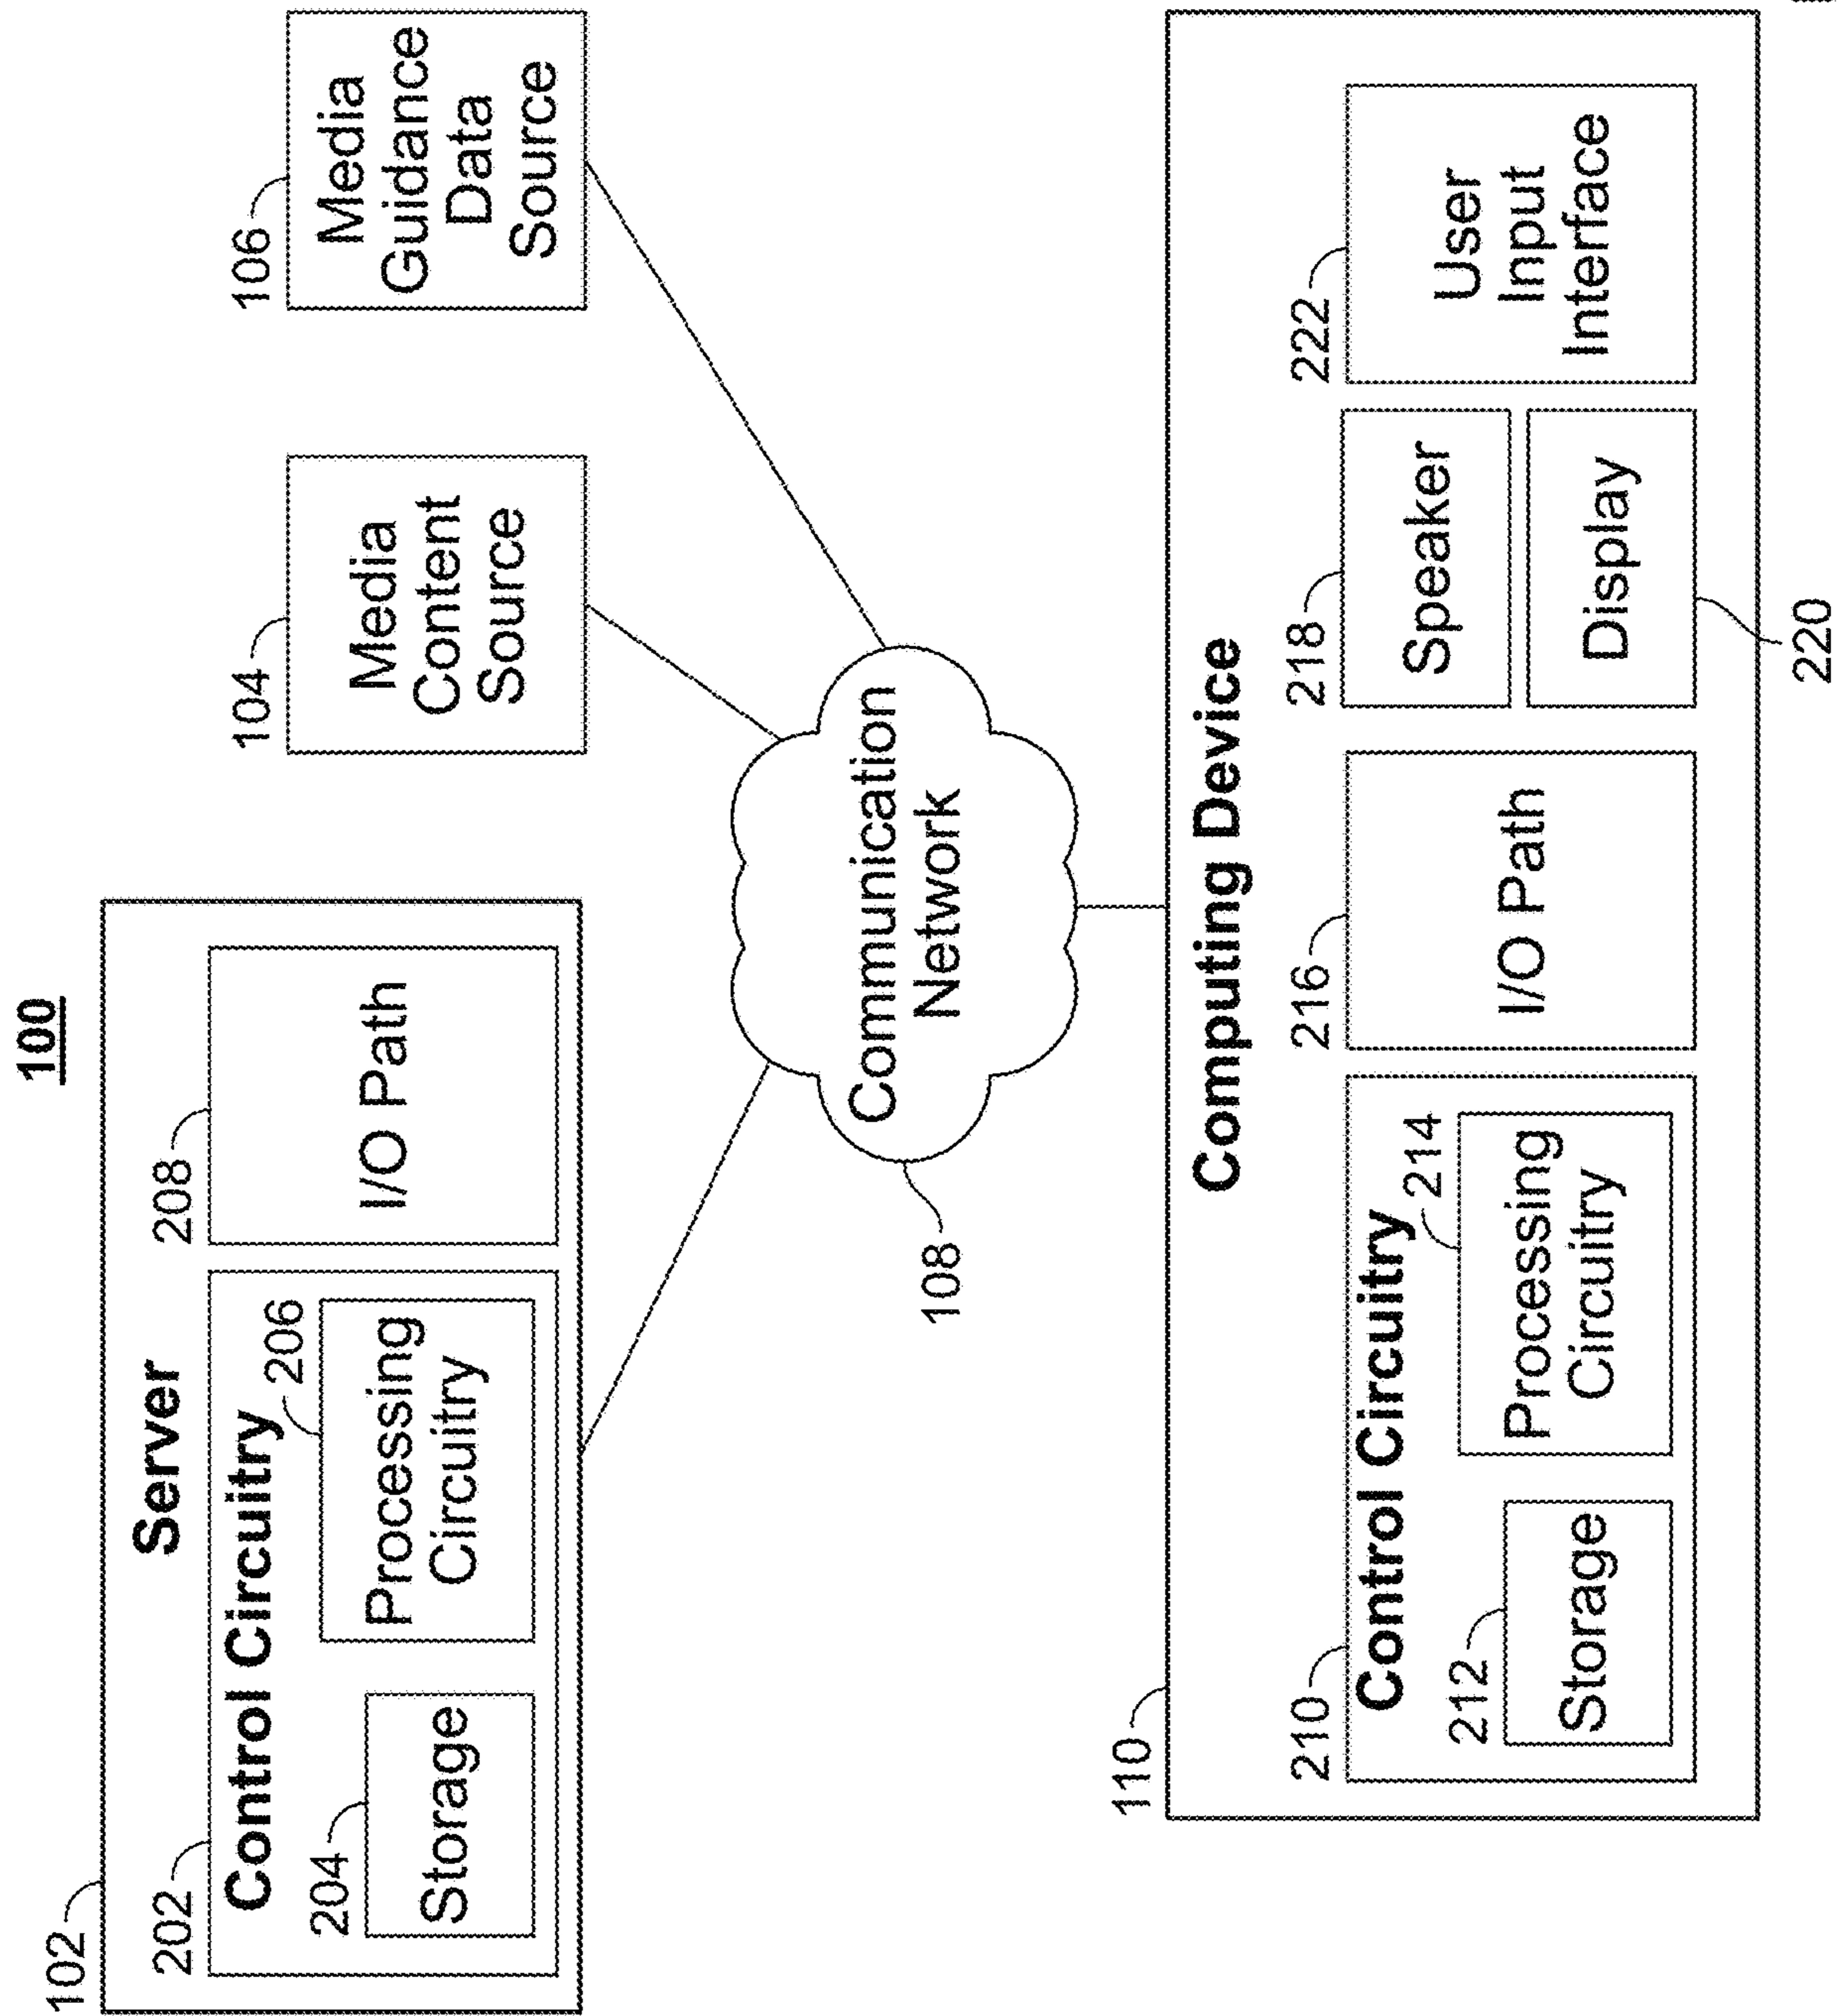 100
102
Server
202
Control Circuitry
204
Storage
206
Processing
Circuitry
208
I/O Path
104
Media
Content
Source
106
Media
Guidance
Data
Source
Communication
Network
108
110
Computing Device
210
Control Circuitry
212
Storage
214
Processing
Circuitry
216
I/O Path
218
Speaker
Display
220
222
User
Input
Interface